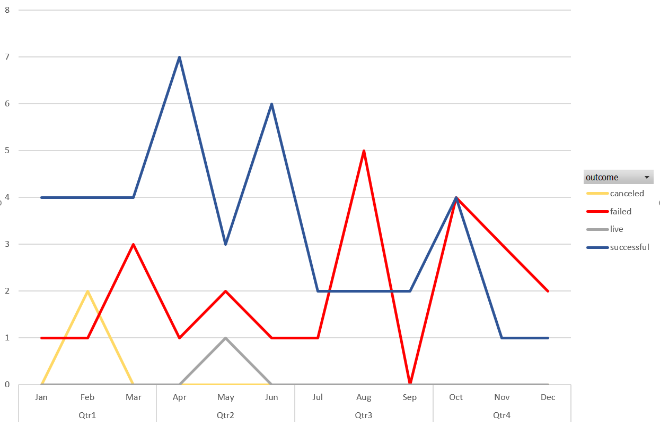 8
7
6
5
4
3
2
1
0
Jan Feb Mar Apr May Jun Jul Aug Sep Oct Nov Dec
Qtr1 Qtr2 Qtr3 Qtr4
outcome
canceled
failed
live
successful